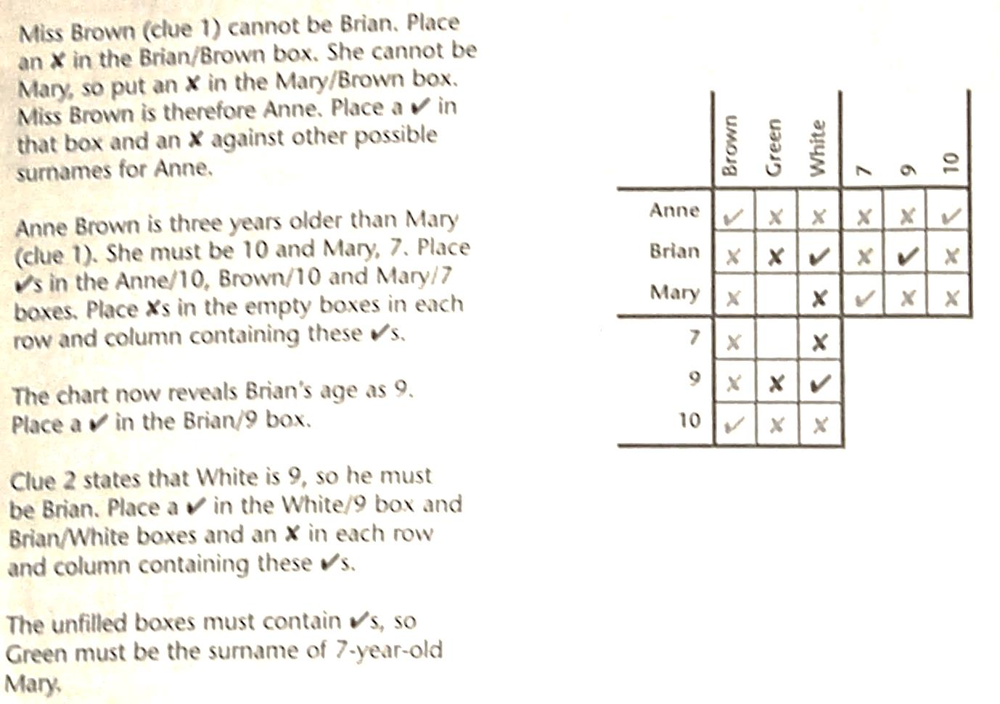 Miss Brown (clue 1) cannot be Brian. Place
an ✘ in the Brian/Brown box. She cannot be
Mary, so put an ✘ in the Mary/Brown box.
Miss Brown is therefore Anne. Place a ✔ in
that box and an ✘ against other possible
surnames for Anne.
Anne Brown is three years older than Mary
(clue 1). She must be 10 and Mary, 7. Place
✔s in the Anne/10, Brown/10 and Mary/7
boxes. Place ✘s in the empty boxes in each
row and column containing these ✔s.
The chart now reveals Brian's age as 9.
Place a ✔ in the Brian/9 box.
Clue 2 states that White is 9, so he must
be Brian. Place a ✔ in the White/9 box and
Brian/White boxes and an ✘ in each row
and column containing these ✔s.
The unfilled boxes must contain ✔s, so
Green must be the surname of 7-year-old
Mary.
Brown Green White 7 9 10
Anne ✔ ✘ ✘ ✘ ✘ ✔
Brian ✘ ✘ ✔ ✘ ✔ ✘
Mary ✘ ✘ ✔ ✘ ✘
7 ✘ ✘
9 ✘ ✘ ✔
10 ✔ ✘ ✘